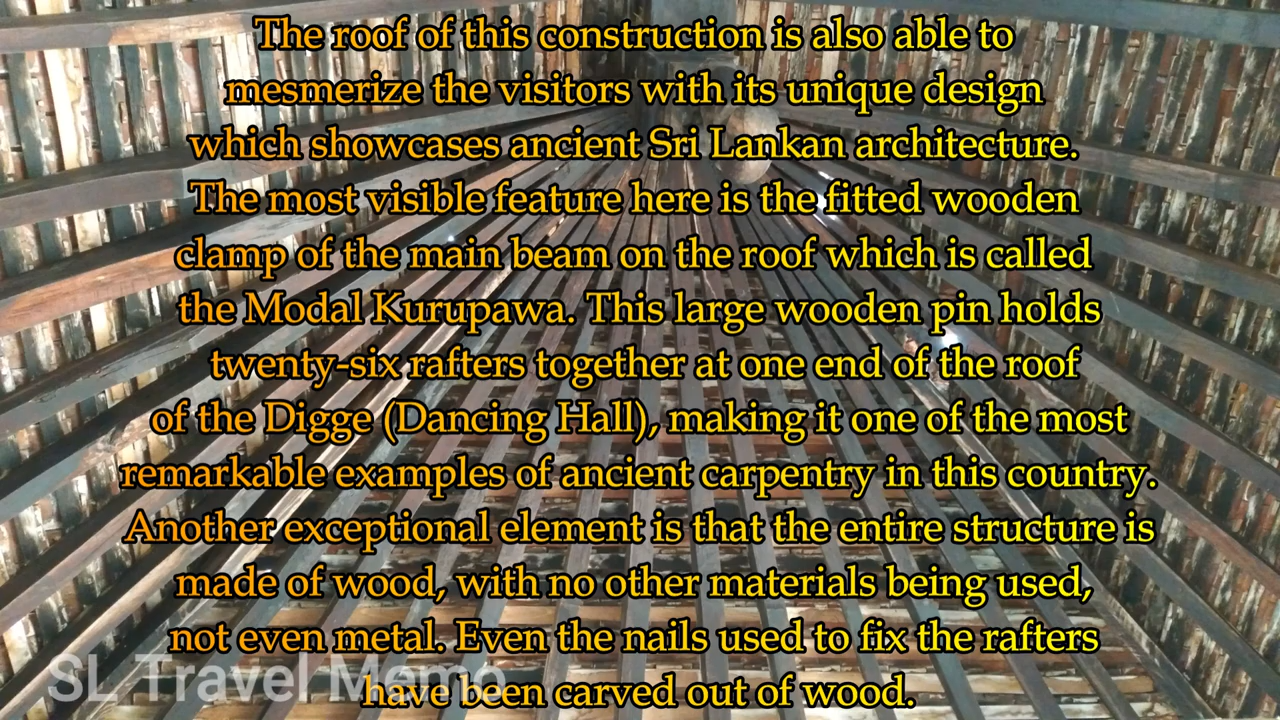 The roof of this construction is also able to
mesmerize the visitors with its unique design
which showcases ancient Sri Lankan architecture.
The most visible feature here is the fitted wooden
clamp of the main beam on the roof which is called
the Modal Kurupawa. This large wooden pin holds
twenty-six rafters together at one end of the roof
of the Digge (Dancing Hall), making it one of the most
remarkable examples of ancient carpentry in this country.
Another exceptional element is that the entire structure is
made of wood, with no other materials being used,
not even metal. Even the nails used to fix the rafters
have been carved out of wood.
SL Travel Memo